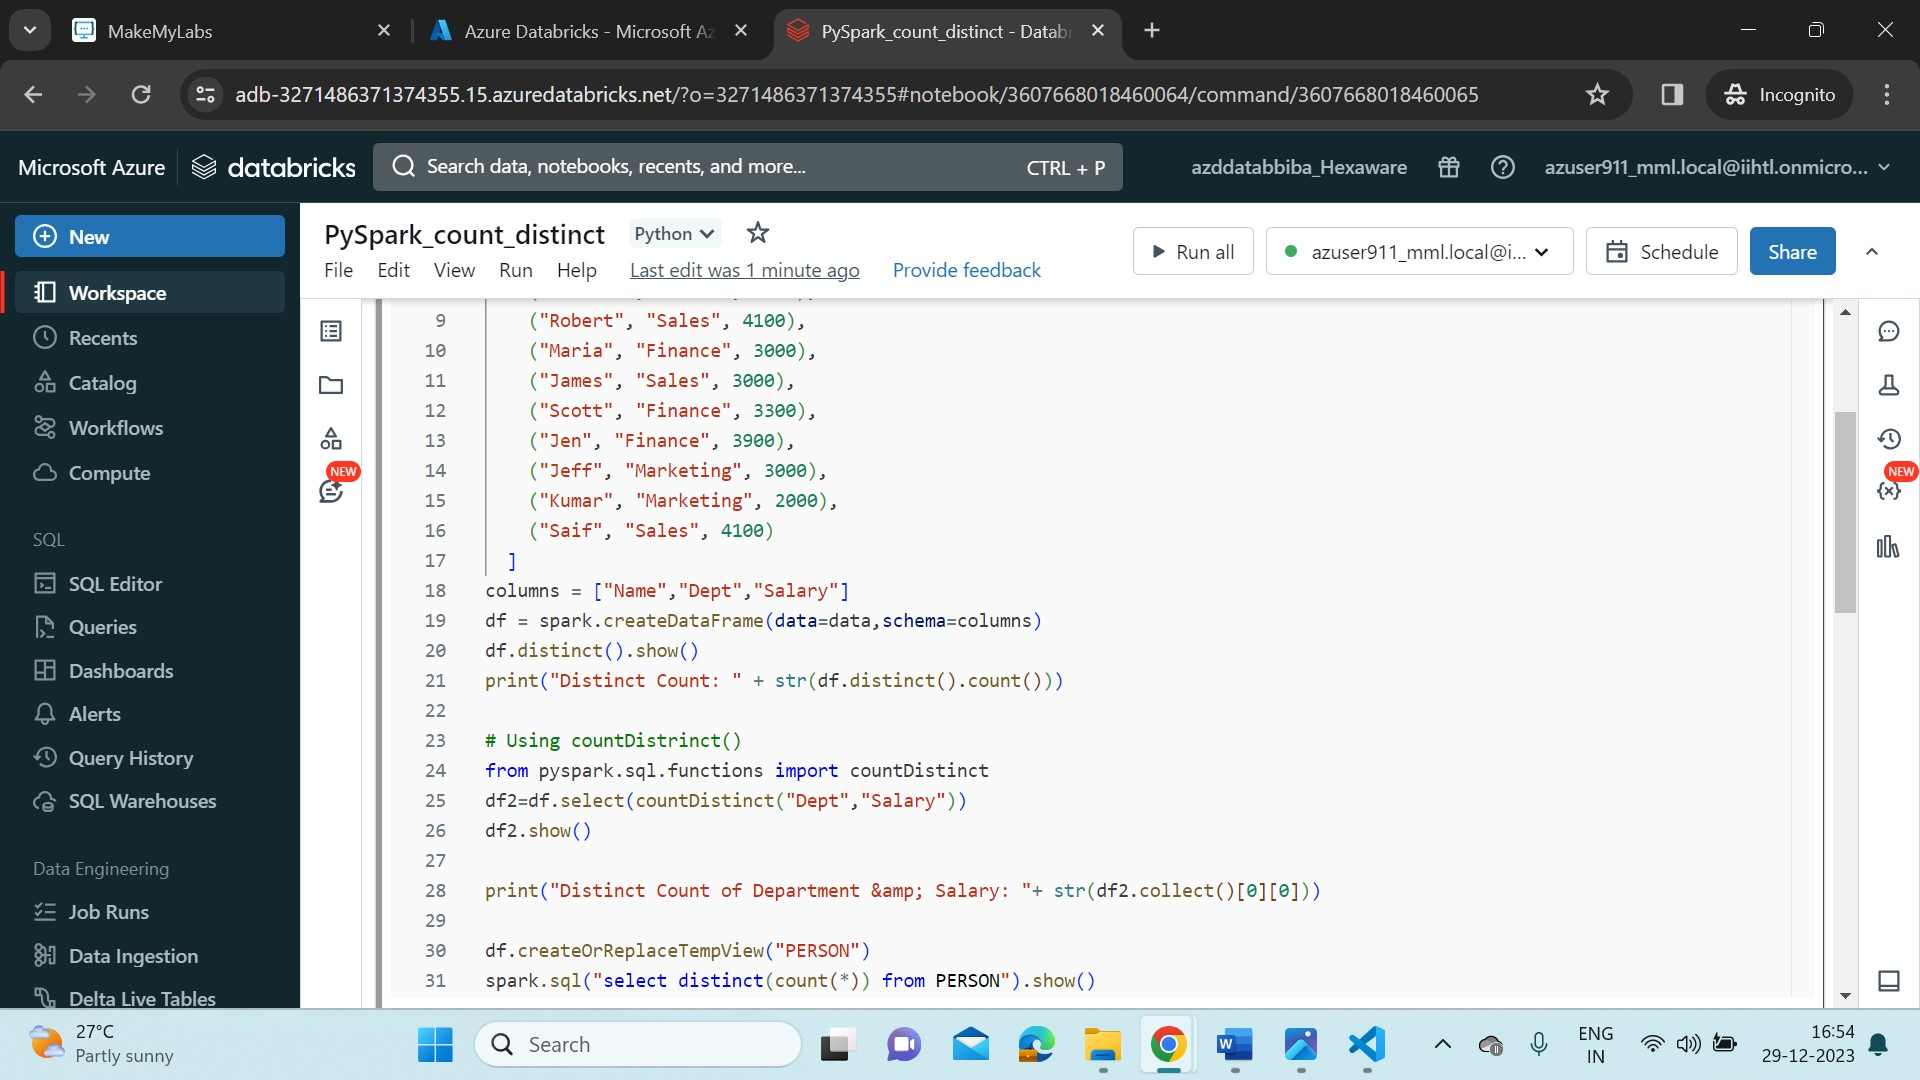 MakeMyLabs
Azure Databricks - Microsoft Az
PySpark_count_distinct - Datab
adb-3271486371374355.15.azuredatabricks.net/?o=3271486371374355#notebook/3607668018460064/command/3607668018460065
Incognito
Microsoft Azure
databricks
Search data, notebooks, recents, and more...
CTRL + P
azddatabbiba_Hexaware
azuser911_mml.local@iihtl.onmicro...
New
Workspace
Recents
Catalog
Workflows
Compute
SQL
SQL Editor
Queries
Dashboards
Alerts
Query History
SQL Warehouses
Data Engineering
Job Runs
Data Ingestion
Delta Live Tables
PySpark_count_distinct
Python
File Edit View Run Help Last edit was 1 minute ago Provide feedback
Run all
azuser911_mml.local@i...
Schedule
Share
NEW
NEW
9 ("Robert", "Sales", 4100),
10 ("Maria", "Finance", 3000),
11 ("James", "Sales", 3000),
12 ("Scott", "Finance", 3300),
13 ("Jen", "Finance", 3900),
14 ("Jeff", "Marketing", 3000),
15 ("Kumar", "Marketing", 2000),
16 ("Saif", "Sales", 4100)
17 ]
18 columns = ["Name","Dept","Salary"]
19 df = spark.createDataFrame(data=data,schema=columns)
20 df.distinct().show()
21 print("Distinct Count: " + str(df.distinct().count()))
22
23 # Using countDistrinct()
24 from pyspark.sql.functions import countDistinct
25 df2=df.select(countDistinct("Dept","Salary"))
26 df2.show()
27
28 print("Distinct Count of Department &amp; Salary: "+ str(df2.collect()[0][0]))
29
30 df.createOrReplaceTempView("PERSON")
31 spark.sql("select distinct(count(*)) from PERSON").show()
27°C
Partly sunny
Search
ENG
IN
16:54
29-12-2023